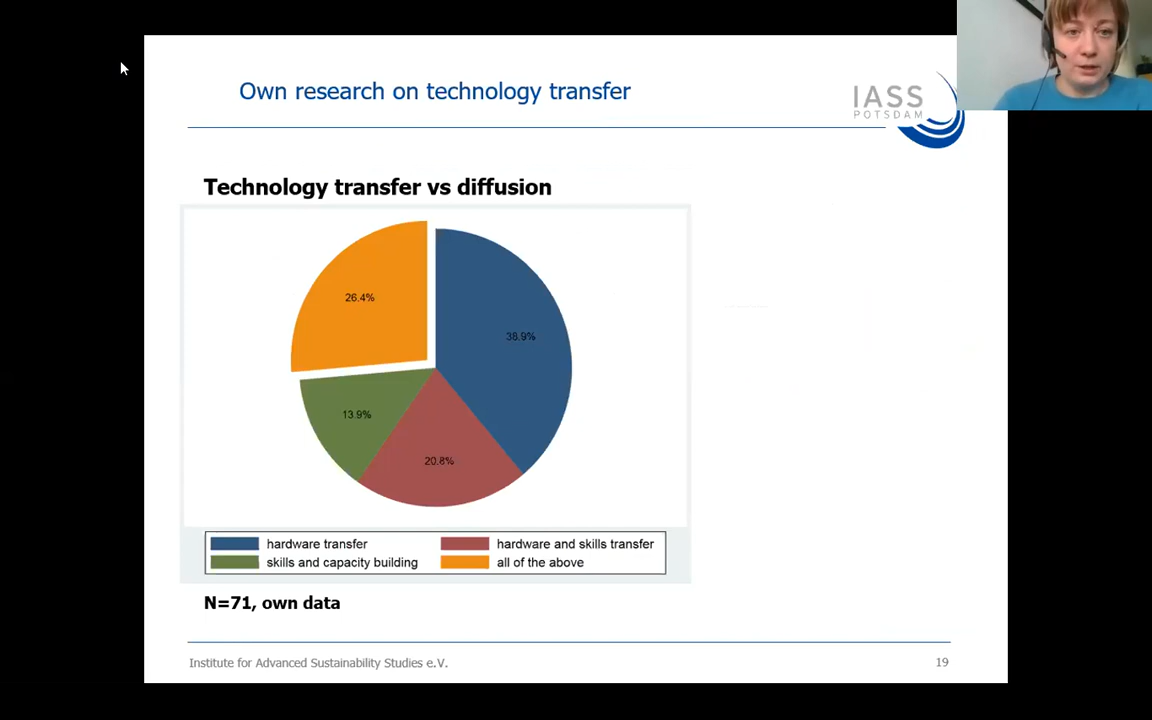 Own research on technology transfer
IASS
POTSDAM
Technology transfer vs diffusion
26.4%
38.9%
13.9%
20.8%
hardware transfer
hardware and skills transfer
skills and capacity building
all of the above
N=71, own data
Institute for Advanced Sustainability Studies e.V.
19